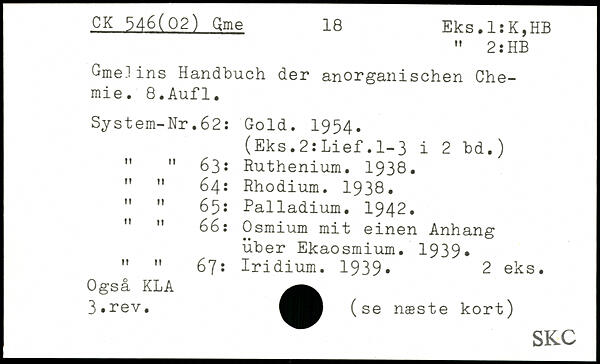 CK 546(02) Gme 18 Eks.1:K,HB
" 2:HB
Gmelins Handbuch der anorganischen Che-
mie. 8.Aufl.
System-Nr.62: Gold. 1954.
(Eks.2:Lief.1-3 i 2 bd.)
" " 63: Ruthenium. 1938.
" " 64: Rhodium. 1938.
" " 65: Palladium. 1942.
" " 66: Osmium mit einen Anhang
über Ekaosmium. 1939.
" " 67: Iridium. 1939. 2 eks.
Også KLA
3.rev. (se næste kort)
SKC